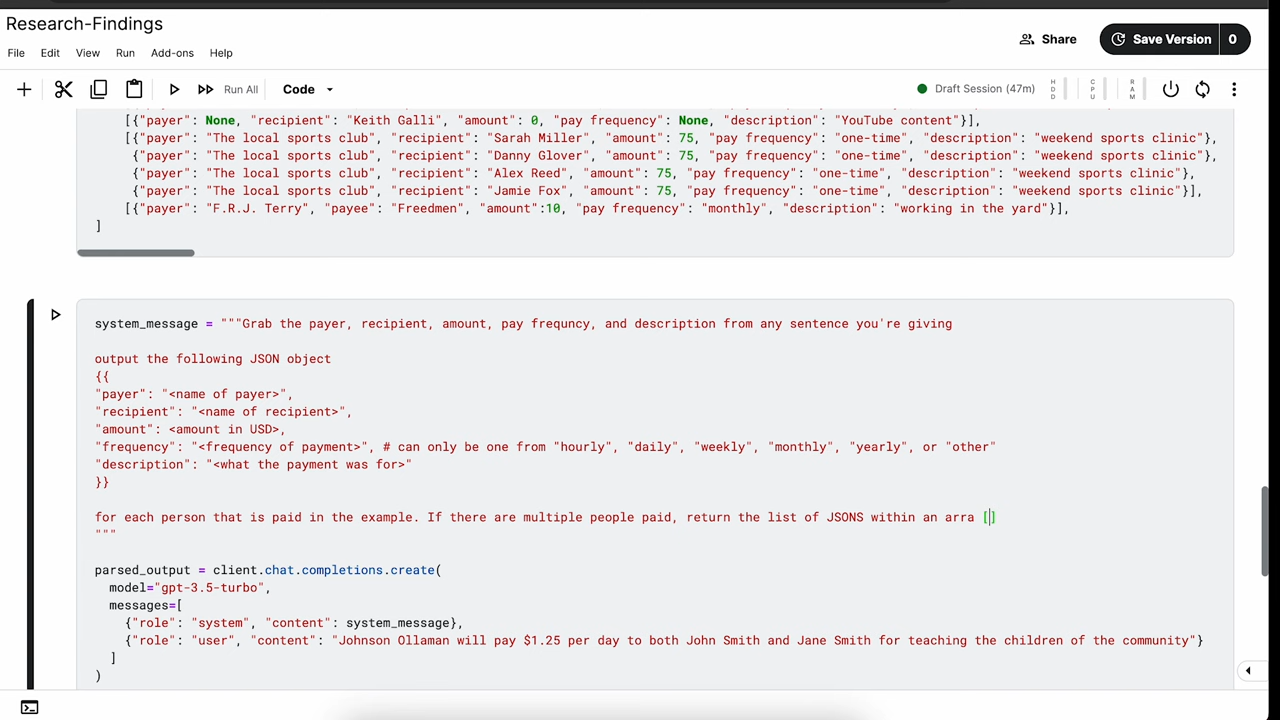 Research-Findings
Share
Save Version
0
File Edit View Run Add-ons Help
Run All
Code
Draft Session (47m)
HDD
CPU
RAM
[{"payer": None, "recipient": "Keith Galli", "amount": 0, "pay frequency": None, "description": "YouTube content"}],
[{"payer": "The local sports club", "recipient": "Sarah Miller", "amount": 75, "pay frequency": "one-time", "description": "weekend sports clinic"},
{"payer": "The local sports club", "recipient": "Danny Glover", "amount": 75, "pay frequency": "one-time", "description": "weekend sports clinic"},
{"payer": "The local sports club", "recipient": "Alex Reed", "amount": 75, "pay frequency": "one-time", "description": "weekend sports clinic"},
{"payer": "The local sports club", "recipient": "Jamie Fox", "amount": 75, "pay frequency": "one-time", "description": "weekend sports clinic"}],
[{"payer": "F.R.J. Terry", "payee": "Freedmen", "amount":10, "pay frequency": "monthly", "description": "working in the yard"}],
]
system_message = """Grab the payer, recipient, amount, pay frequncy, and description from any sentence you're giving
output the following JSON object
{{
"payer": "<name of payer>",
"recipient": "<name of recipient>",
"amount": <amount in USD>,
"frequency": "<frequency of payment>", # can only be one from "hourly", "daily", "weekly", "monthly", "yearly", or "other"
"description": "<what the payment was for>"
}}
for each person that is paid in the example. If there are multiple people paid, return the list of JSONS within an arra []
"""
parsed_output = client.chat.completions.create(
model="gpt-3.5-turbo",
messages=[
{"role": "system", "content": system_message},
{"role": "user", "content": "Johnson Ollaman will pay $1.25 per day to both John Smith and Jane Smith for teaching the children of the community"}
]
)